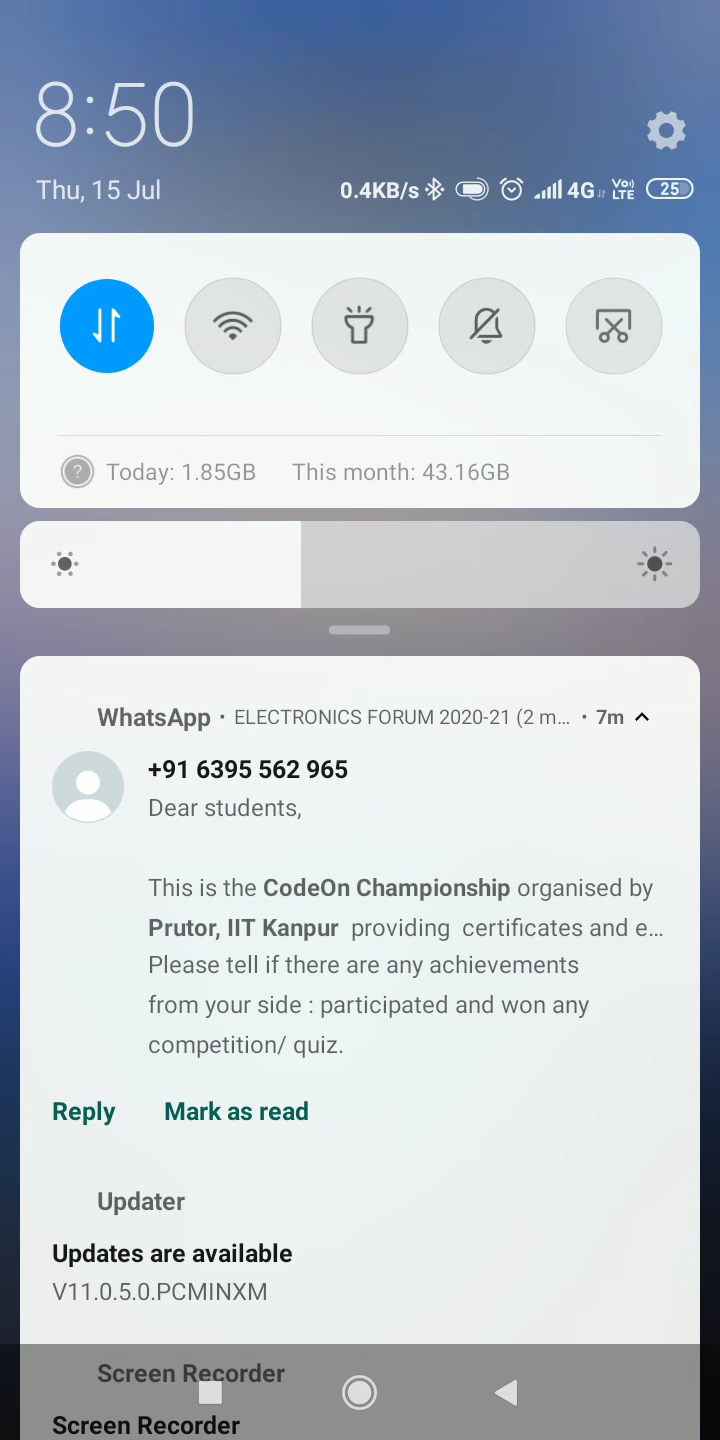 8:50
Thu, 15 Jul 0.4KB/s 4G Vo) LTE 25
?
Today: 1.85GB This month: 43.16GB
WhatsApp • ELECTRONICS FORUM 2020-21 (2 m... • 7m
+91 6395 562 965
Dear students,
This is the CodeOn Championship organised by
Prutor, IIT Kanpur providing certificates and e...
Please tell if there are any achievements
from your side : participated and won any
competition/ quiz.
Reply Mark as read
Updater
Updates are available
V11.0.5.0.PCMINXM
Screen Recorder
Screen Recorder